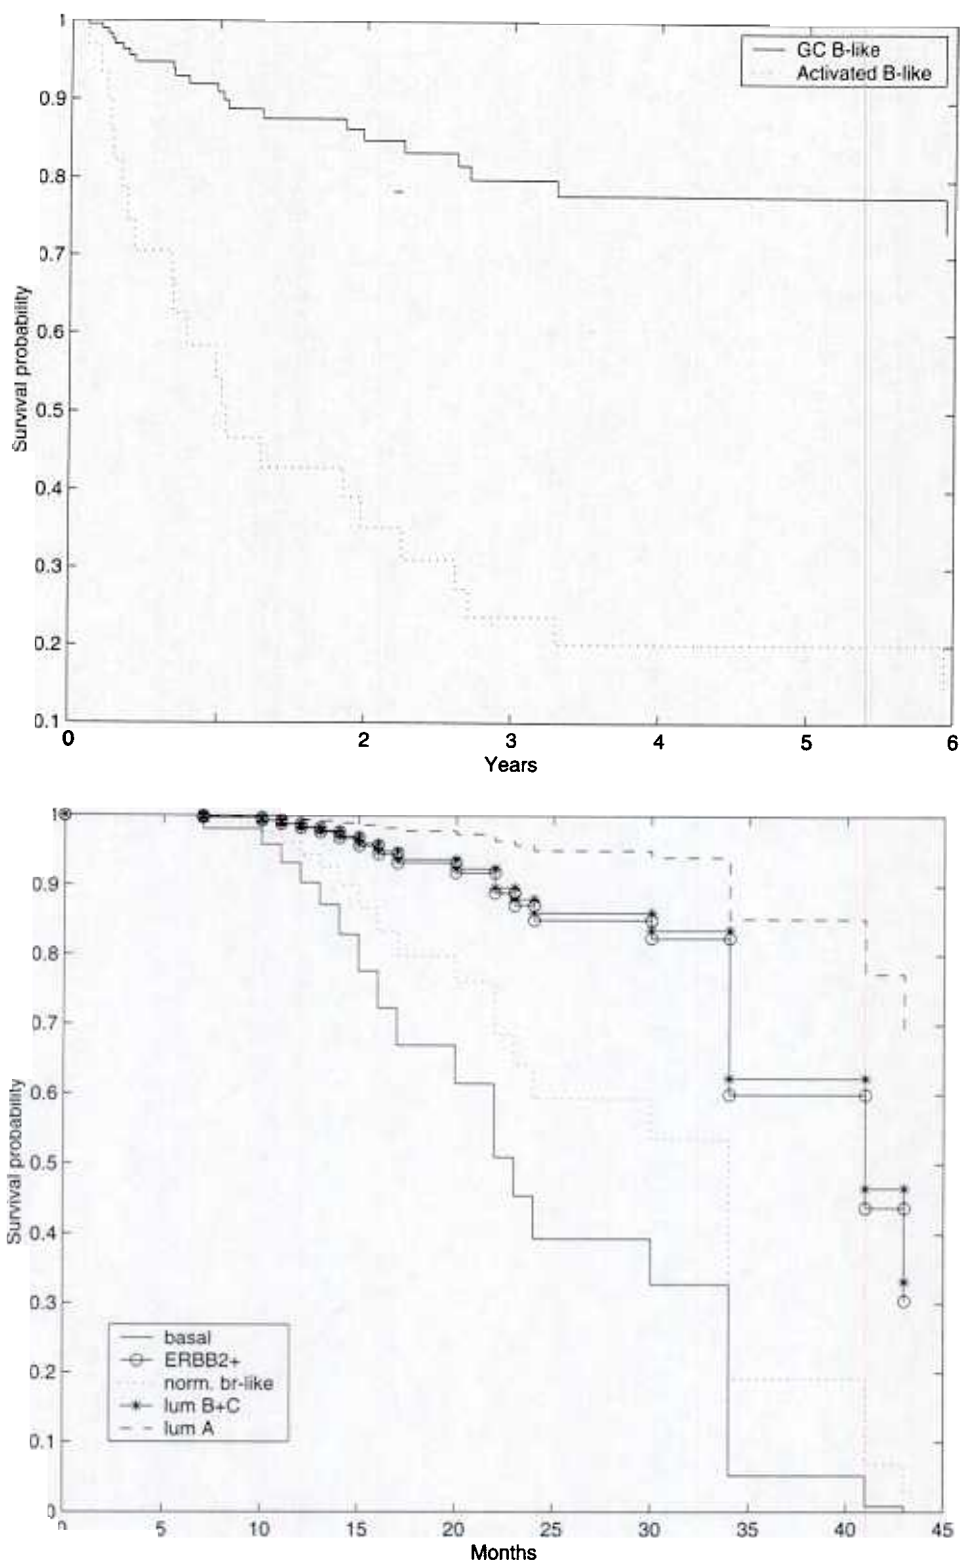 1
0.9
0.8
0.7
0.6
0.5
0.4
0.3
0.2
0.1
Survival probability
GC B-like
Activated B-like
0 2 3 4 5 6
Years
1
0.9
0.8
0.7
0.6
0.5
0.4
0.3
0.2
0.1
0
Survival probability
basal
ERBB2+
norm. br-like
lum B+C
lum A
0 5 10 15 20 25 30 35 40 45
Months